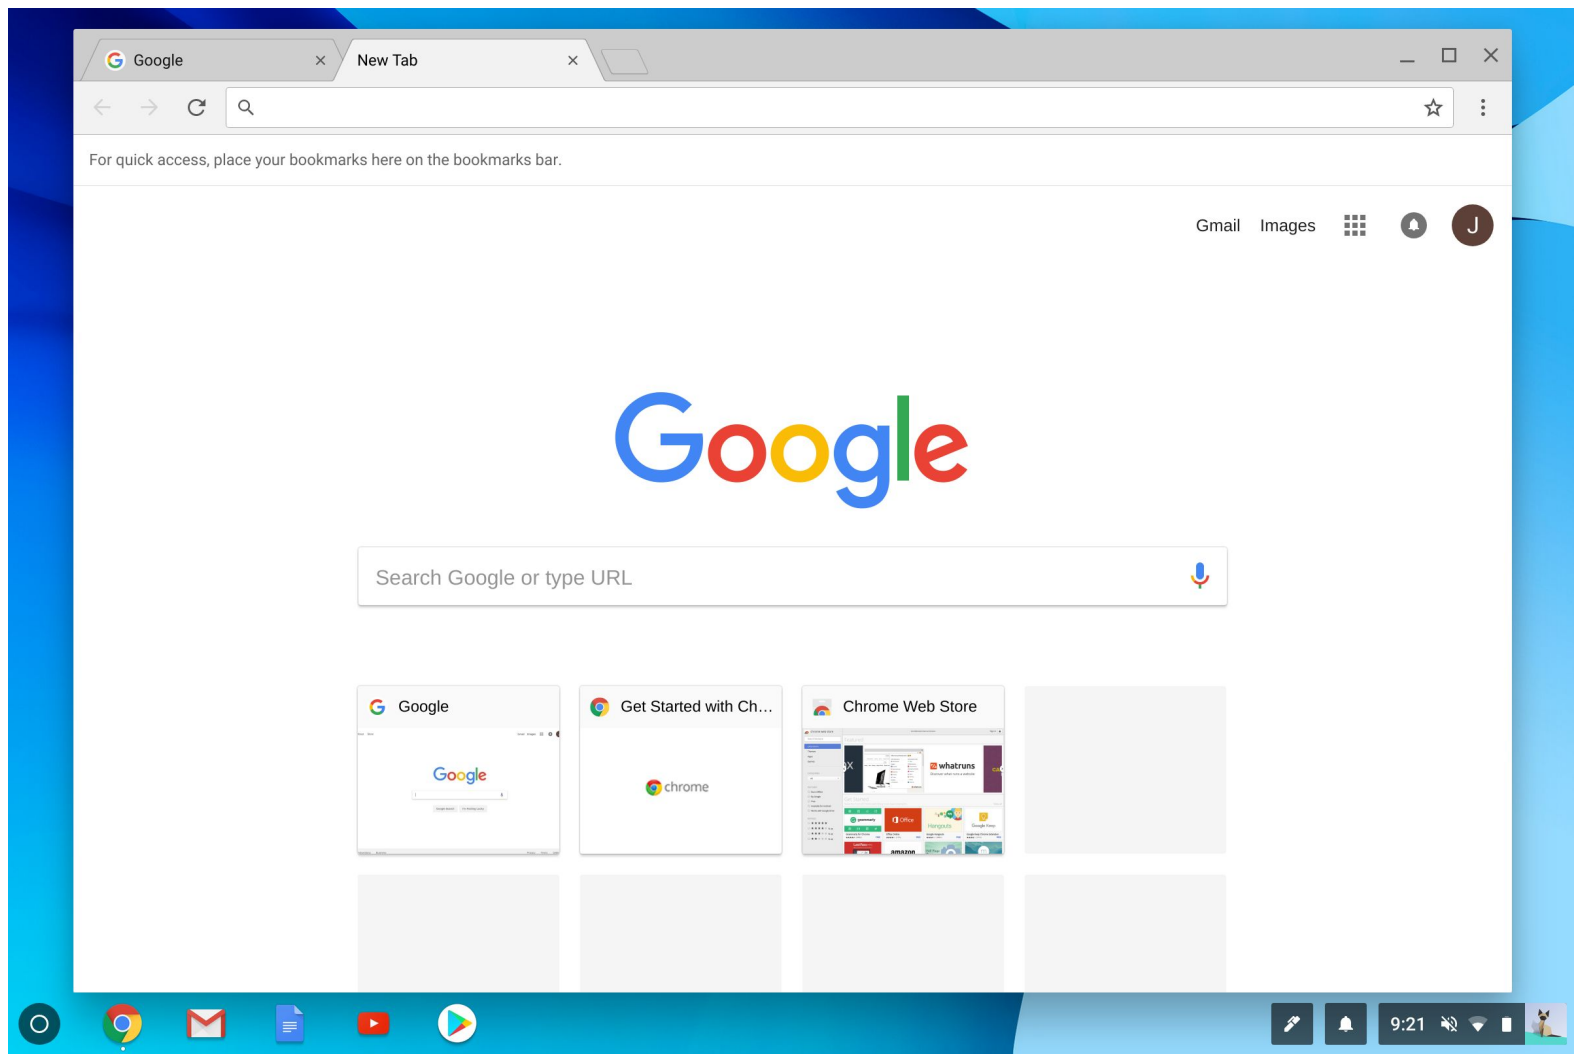 Google
New Tab
For quick access, place your bookmarks here on the bookmarks bar.
Gmail Images
J
Google
Search Google or type URL
Google
Get Started with Ch...
Chrome Web Store
Google
chrome
whatruns
Office
Hangouts
amazon
9:21